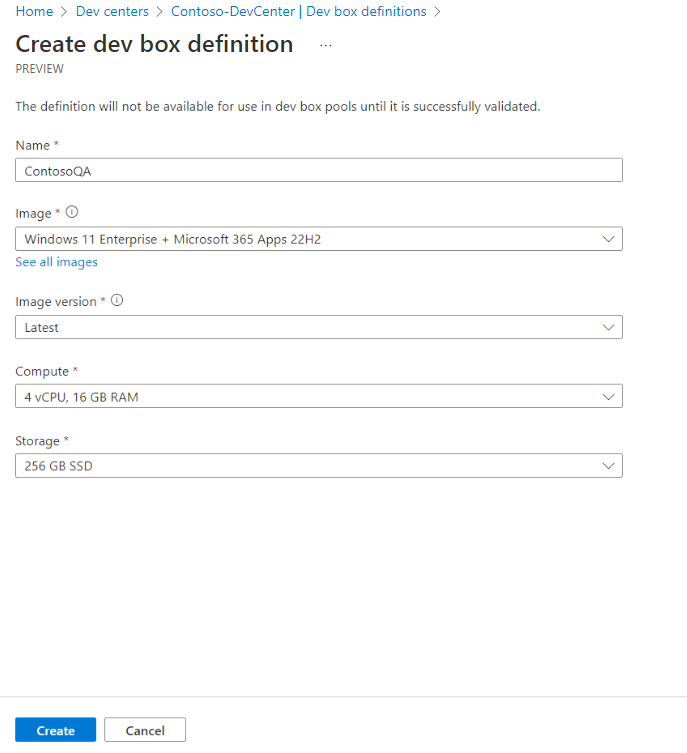 Home > Dev centers > Contoso-DevCenter | Dev box definitions >
Create dev box definition ...
PREVIEW
The definition will not be available for use in dev box pools until it is successfully validated.
Name *
ContosoQA
Image *
Windows 11 Enterprise + Microsoft 365 Apps 22H2
See all images
Image version *
Latest
Compute *
4 vCPU, 16 GB RAM
Storage *
256 GB SSD
Create Cancel